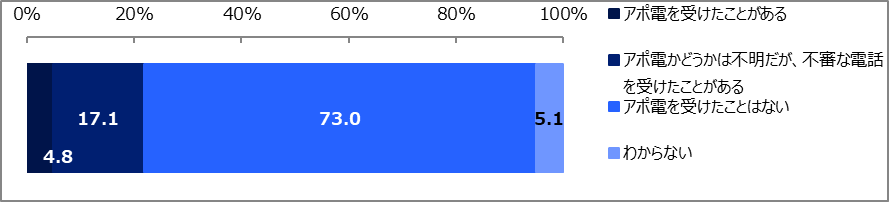 0% 20% 40% 60% 80% 100%
4.8 17.1 73.0 5.1
アポ電を受けたことがある
アポ電かどうかは不明だが、不審な電話
を受けたことがある
アポ電を受けたことはない
わからない